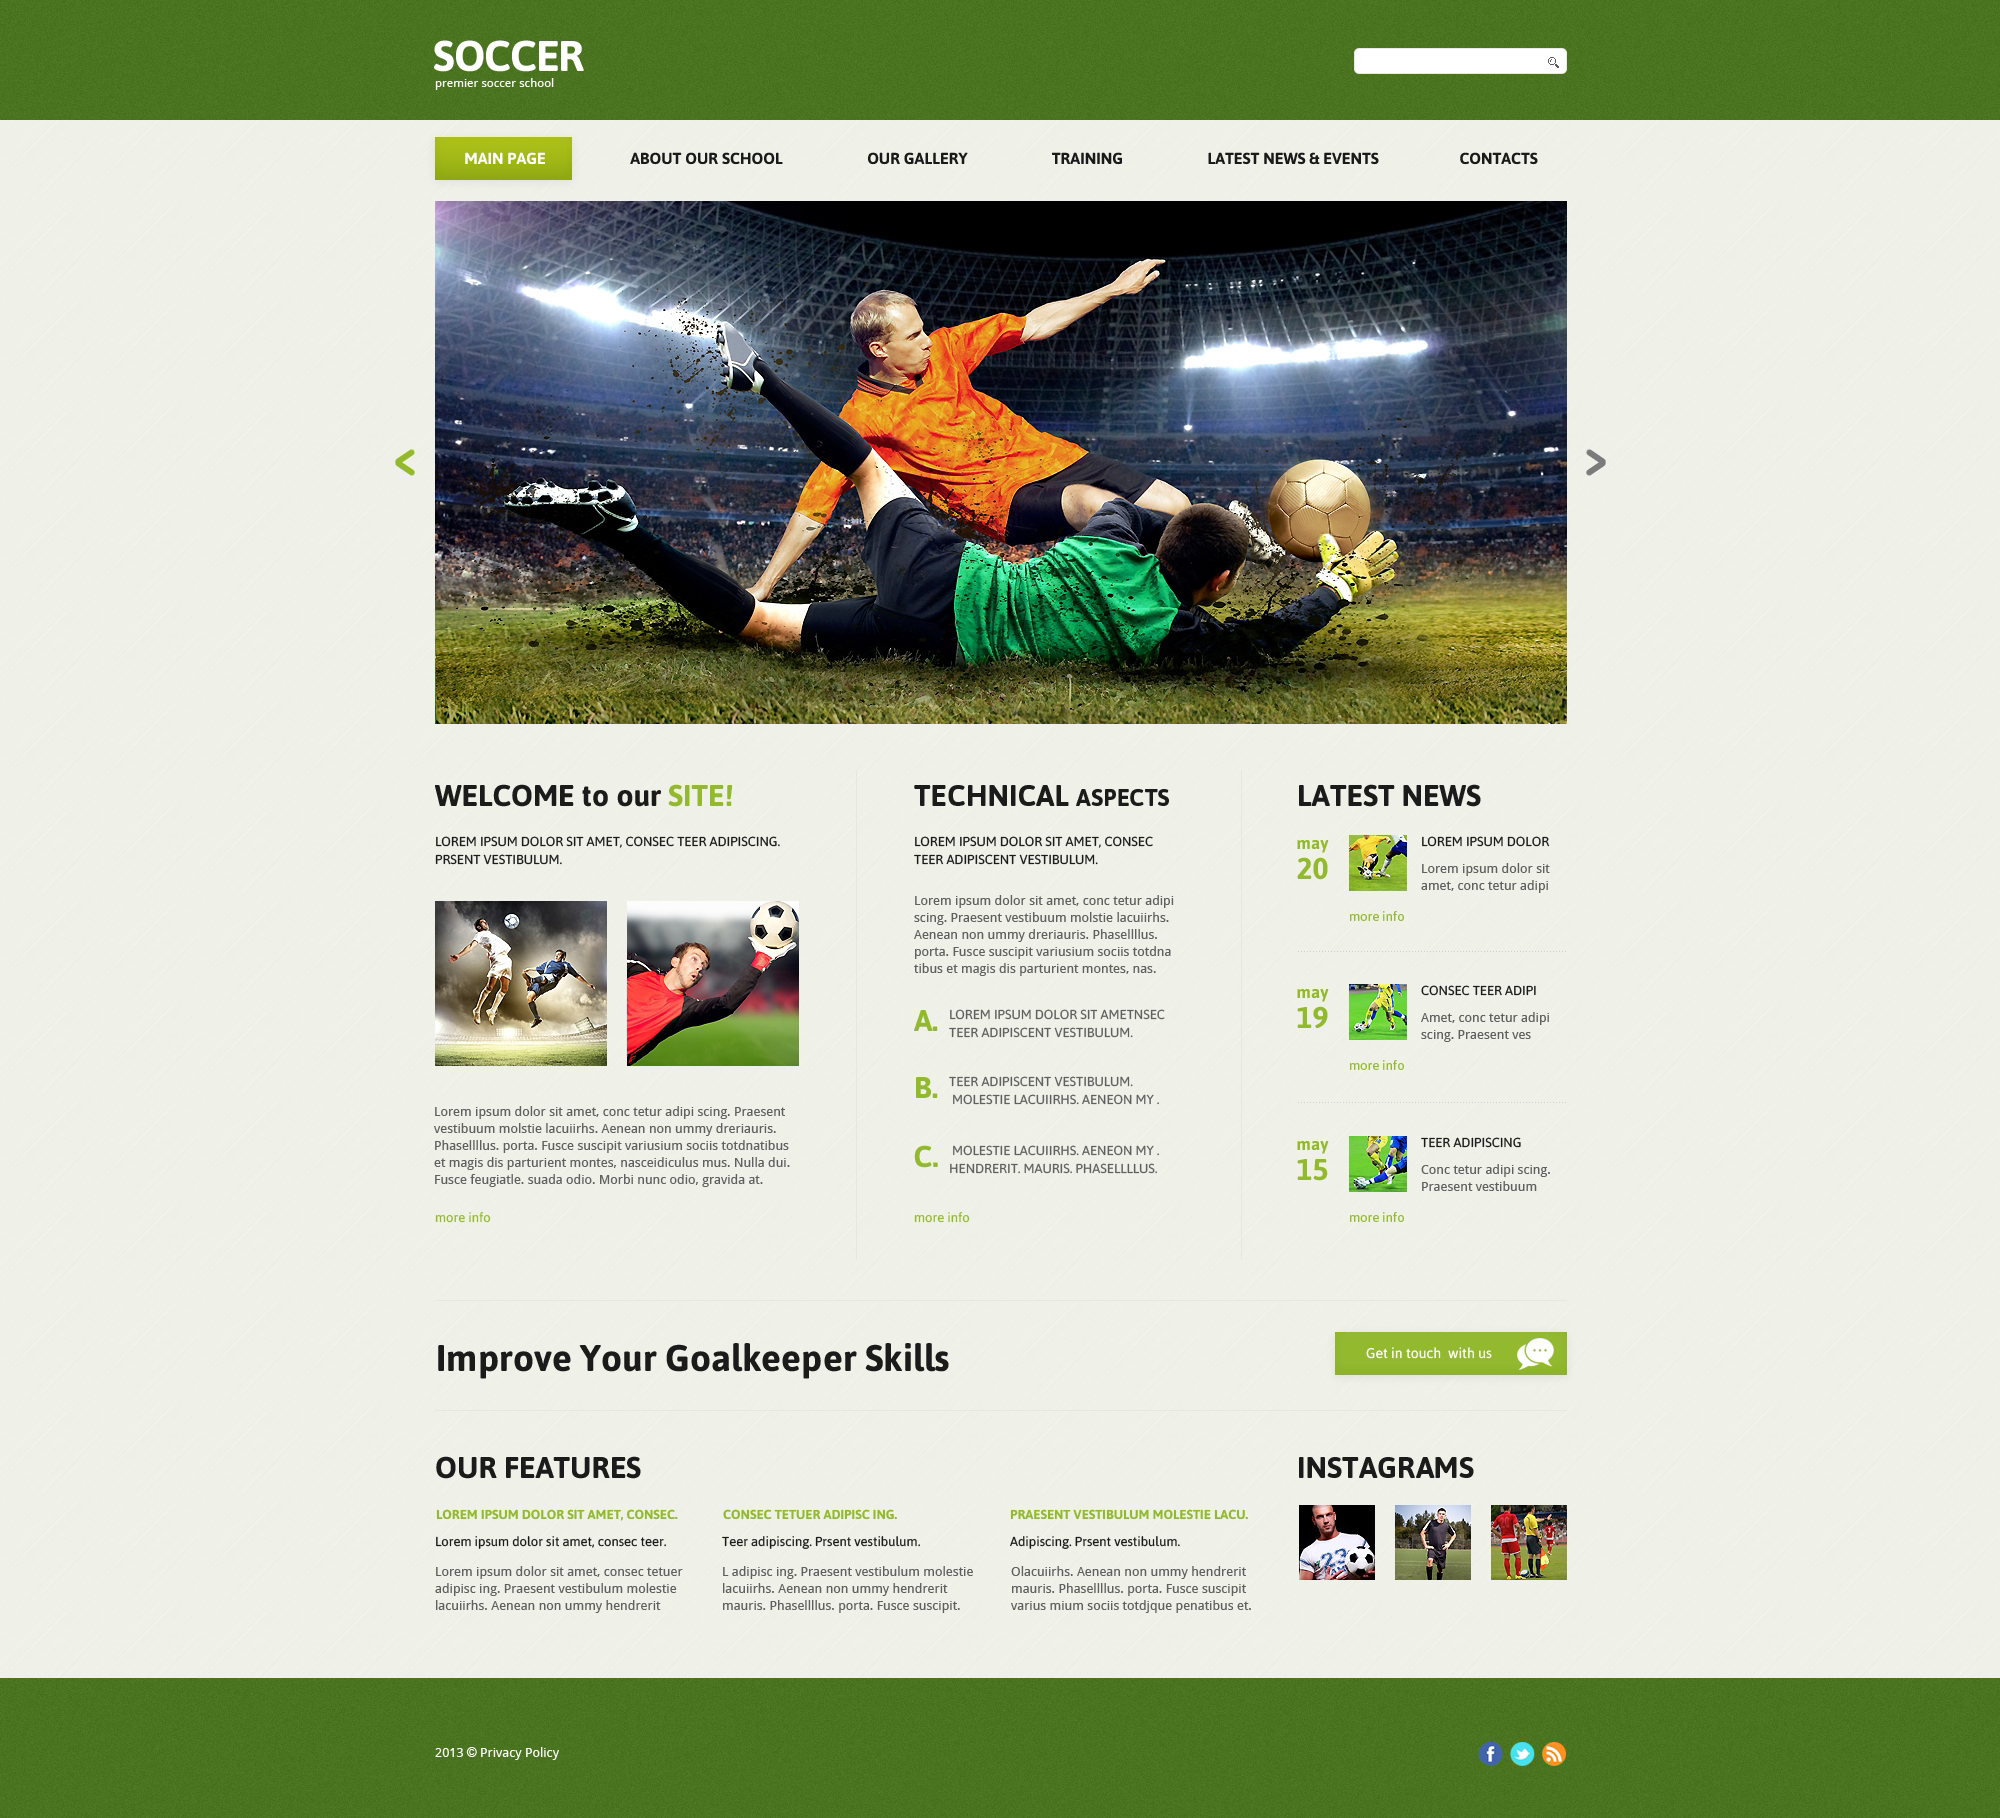 SOCCER
premier soccer school
MAIN PAGE
ABOUT OUR SCHOOL
OUR GALLERY
TRAINING
LATEST NEWS & EVENTS
CONTACTS
<
>
WELCOME to our SITE!
LOREM IPSUM DOLOR SIT AMET, CONSEC TEER ADIPISCING.
PRSENT VESTIBULUM.
Lorem ipsum dolor sit amet, conc tetur adipi scing. Praesent
vestibuum molstie lacuiirhs. Aenean non ummy dreriauris.
Phasellllus. porta. Fusce suscipit variusium sociis totdnatibus
et magis dis parturient montes, nasceidiculus mus. Nulla dui.
Fusce feugiatle. suada odio. Morbi nunc odio, gravida at.
more info
TECHNICAL ASPECTS
LOREM IPSUM DOLOR SIT AMET, CONSEC
TEER ADIPISCENT VESTIBULUM.
Lorem ipsum dolor sit amet, conc tetur adipi
scing. Praesent vestibuum molstie lacuiirhs.
Aenean non ummy dreriauris. Phasellllus.
porta. Fusce suscipit variusium sociis totdna
tibus et magis dis parturient montes, nas.
A. LOREM IPSUM DOLOR SIT AMETNSEC
TEER ADIPISCENT VESTIBULUM.
B. TEER ADIPISCENT VESTIBULUM.
MOLESTIE LACUIIRHS. AENEON MY .
C. MOLESTIE LACUIIRHS. AENEON MY .
HENDRERIT. MAURIS. PHASELLLLUS.
more info
LATEST NEWS
may
20
LOREM IPSUM DOLOR
Lorem ipsum dolor sit
amet, conc tetur adipi
more info
may
19
CONSEC TEER ADIPI
Amet, conc tetur adipi
scing. Praesent ves
more info
may
15
TEER ADIPISCING
Conc tetur adipi scing.
Praesent vestibuum
more info
Improve Your Goalkeeper Skills
Get in touch with us
OUR FEATURES
LOREM IPSUM DOLOR SIT AMET, CONSEC.
Lorem ipsum dolor sit amet, consec teer.
Lorem ipsum dolor sit amet, consec tetuer
adipisc ing. Praesent vestibulum molestie
lacuiirhs. Aenean non ummy hendrerit
CONSEC TETUER ADIPISC ING.
Teer adipiscing. Prsent vestibulum.
L adipisc ing. Praesent vestibulum molestie
lacuiirhs. Aenean non ummy hendrerit
mauris. Phasellllus. porta. Fusce suscipit.
PRAESENT VESTIBULUM MOLESTIE LACU.
Adipiscing. Prsent vestibulum.
Olacuiirhs. Aenean non ummy hendrerit
mauris. Phasellllus. porta. Fusce suscipit
varius mium sociis totdjque penatibus et.
INSTAGRAMS
23
2013 © Privacy Policy
f